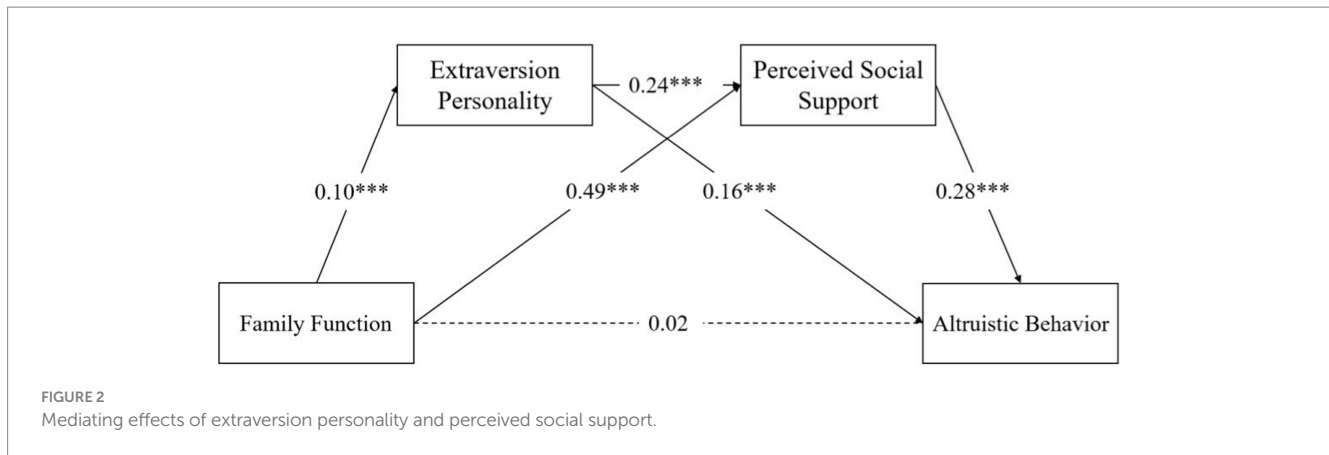 Extraversion
Personality
Perceived Social
Support
0.24***
0.10***
0.49***
0.16***
0.28***
Family Function
0.02
Altruistic Behavior
FIGURE 2
Mediating effects of extraversion personality and perceived social support.